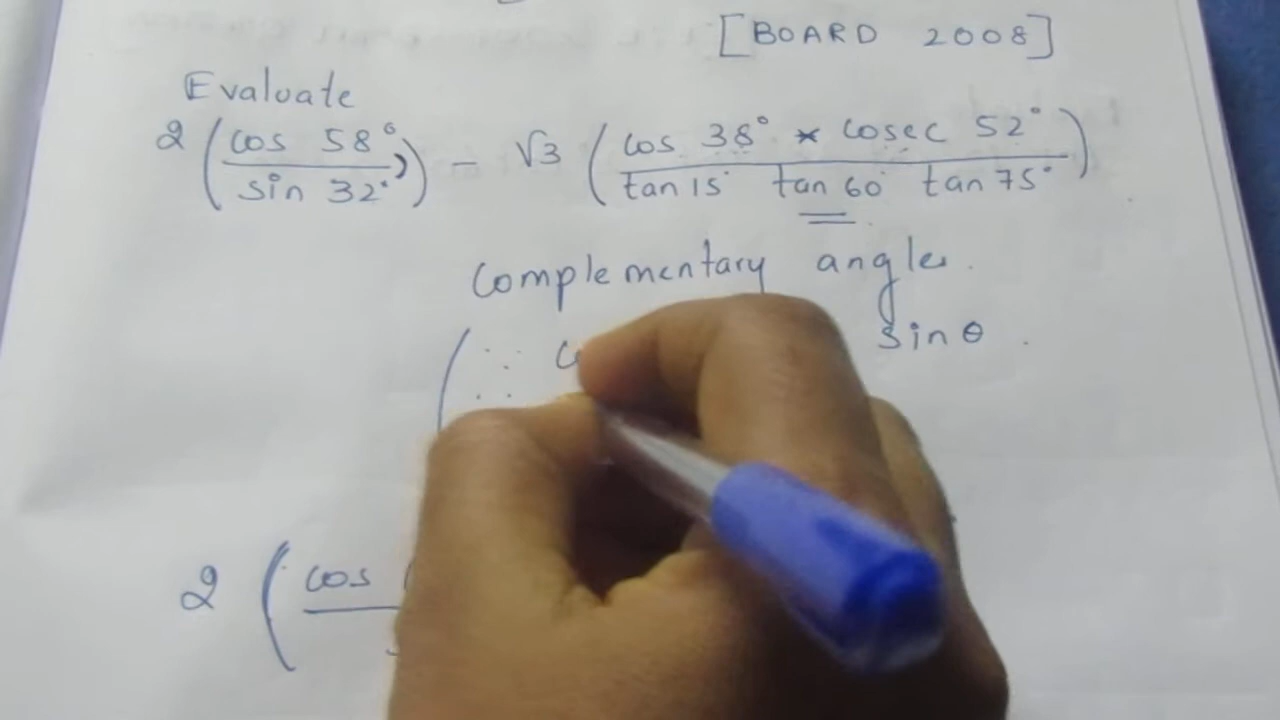 [BOARD 2008]
Evaluate
2 (cos 58° / sin 32°) - √3 (cos 38° * cosec 52° / tan 15° tan 60° tan 75°)
Complementary angles.
( ∵ sin θ
∴
2 ( cos